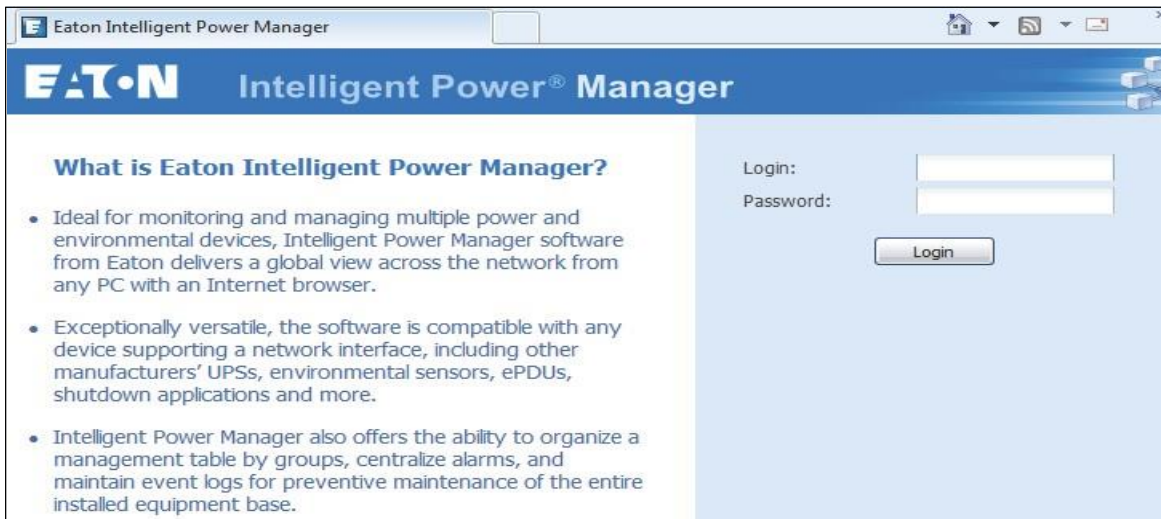 Eaton Intelligent Power Manager
EATON Intelligent Power® Manager
What is Eaton Intelligent Power Manager?
• Ideal for monitoring and managing multiple power and
environmental devices, Intelligent Power Manager software
from Eaton delivers a global view across the network from
any PC with an Internet browser.
• Exceptionally versatile, the software is compatible with any
device supporting a network interface, including other
manufacturers’ UPSs, environmental sensors, ePDUs,
shutdown applications and more.
• Intelligent Power Manager also offers the ability to organize a
management table by groups, centralize alarms, and
maintain event logs for preventive maintenance of the entire
installed equipment base.
Login:
Password:
Login